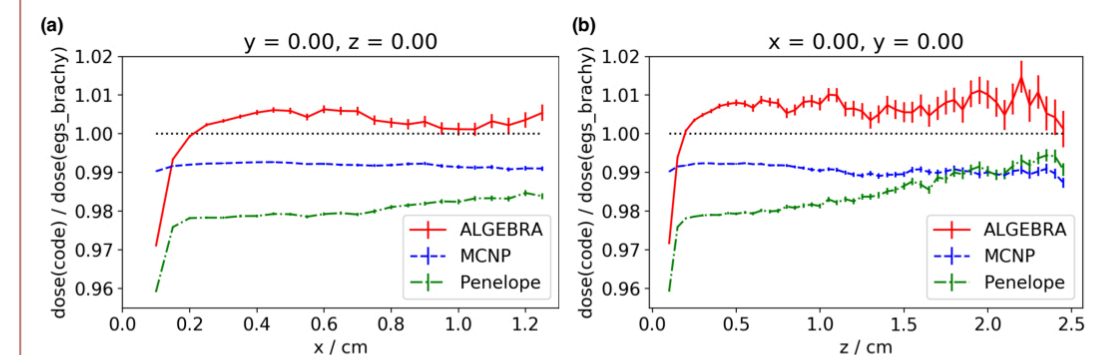 (a)
y = 0.00, z = 0.00
dose(code) / dose(egs_brachy)
1.02
1.01
1.00
0.99
0.98
0.97
0.96
ALGEBRA
MCNP
Penelope
0.0 0.2 0.4 0.6 0.8 1.0 1.2
x / cm
(b)
x = 0.00, y = 0.00
dose(code) / dose(egs_brachy)
1.02
1.01
1.00
0.99
0.98
0.97
0.96
ALGEBRA
MCNP
Penelope
0.0 0.5 1.0 1.5 2.0 2.5
z / cm